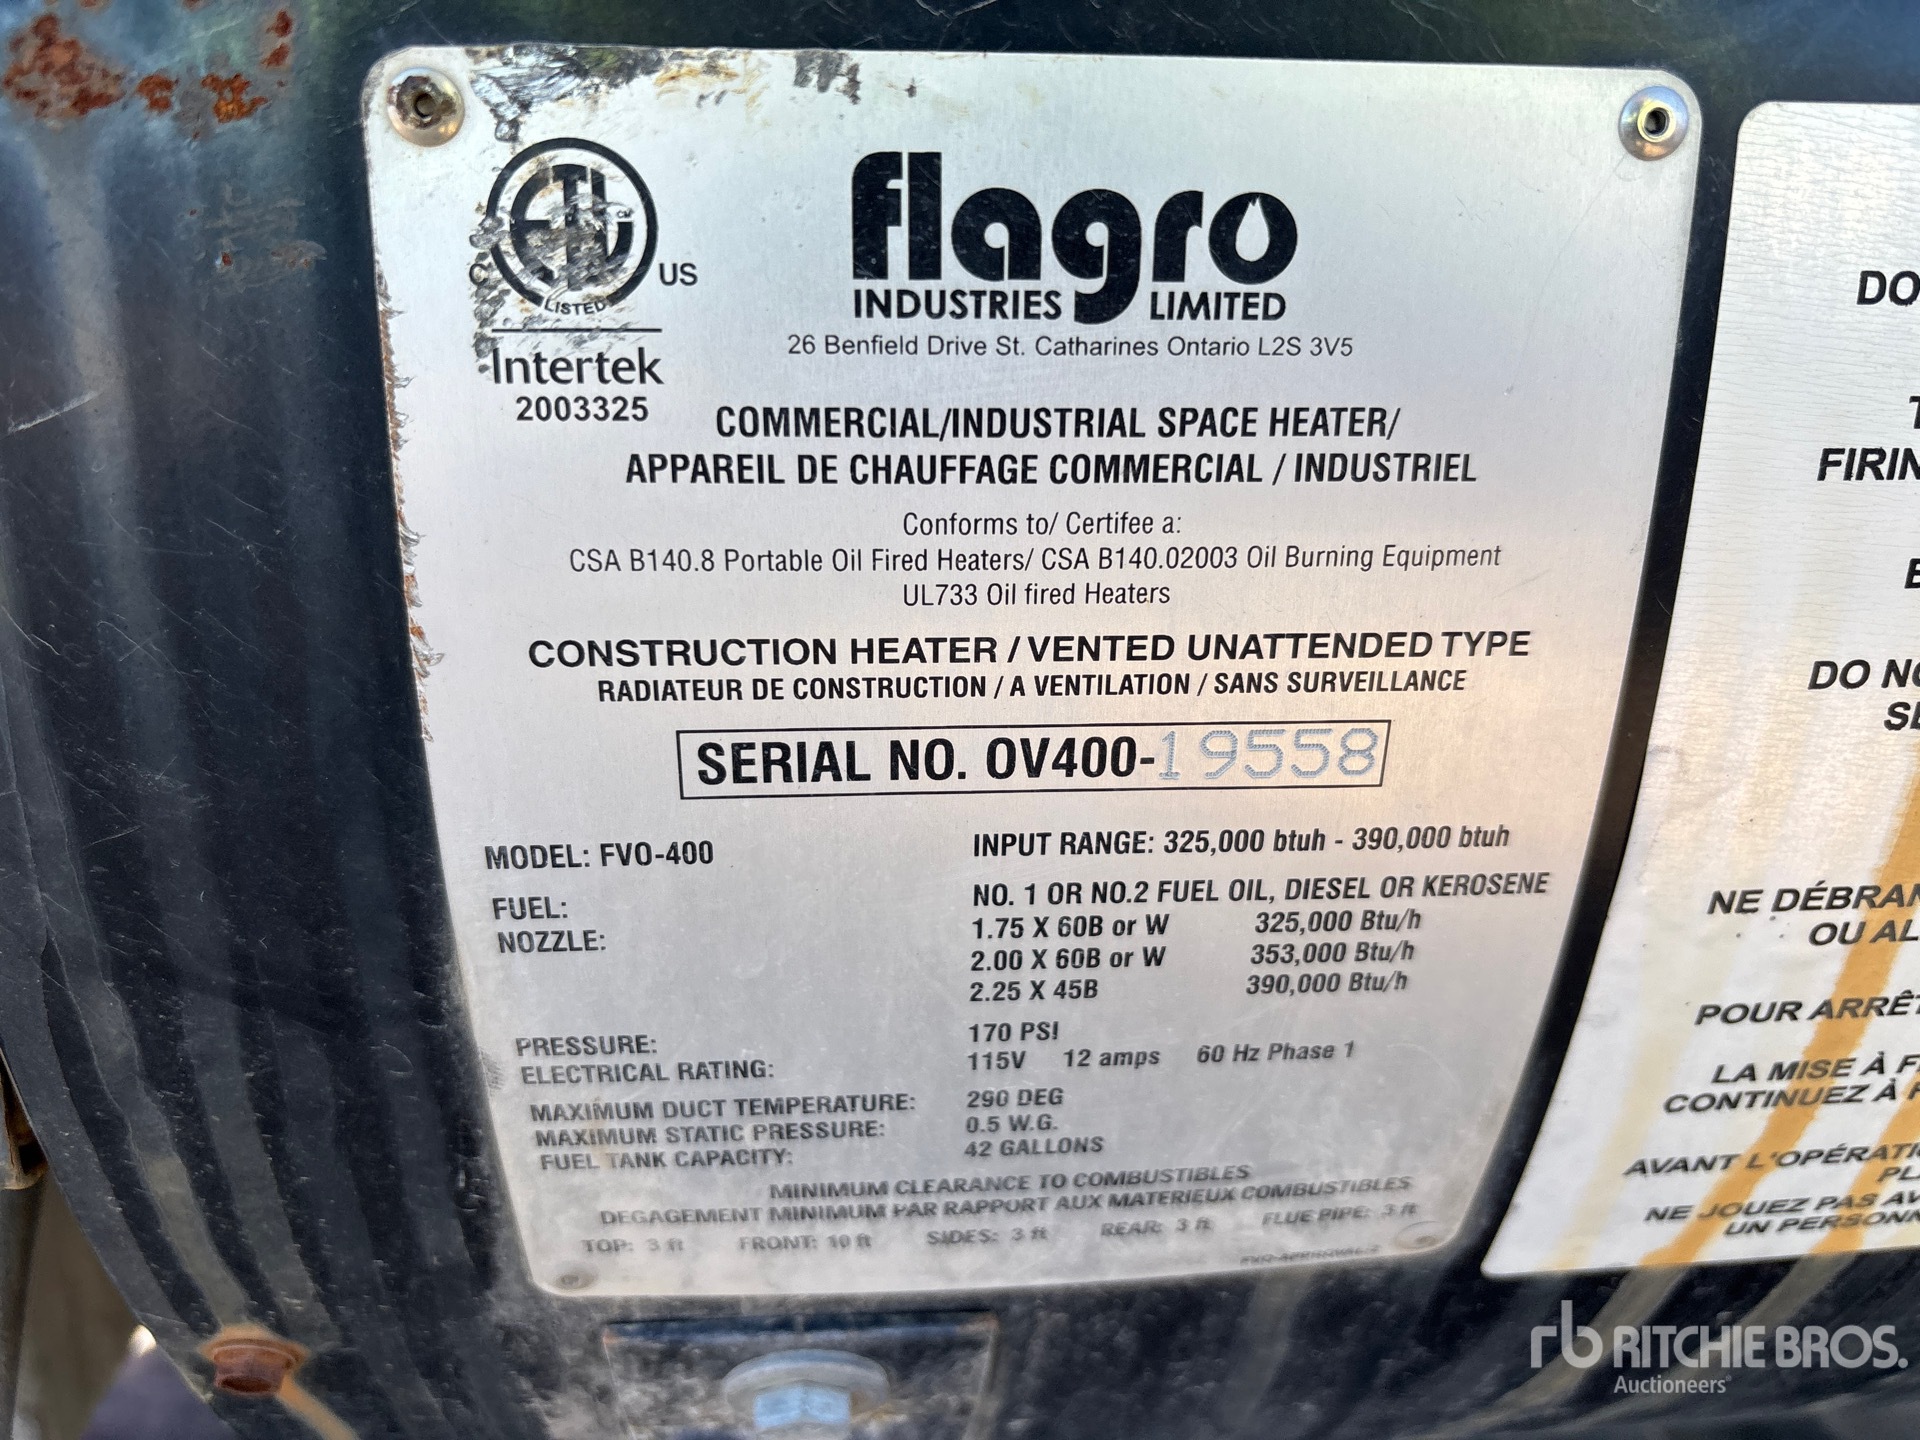 ETL
C US
LISTED
Intertek
2003325
flagro
INDUSTRIES LIMITED
26 Benfield Drive St. Catharines Ontario L2S 3V5
COMMERCIAL/INDUSTRIAL SPACE HEATER/
APPAREIL DE CHAUFFAGE COMMERCIAL / INDUSTRIEL
Conforms to/ Certifee a:
CSA B140.8 Portable Oil Fired Heaters/ CSA B140.02003 Oil Burning Equipment
UL733 Oil fired Heaters
CONSTRUCTION HEATER / VENTED UNATTENDED TYPE
RADIATEUR DE CONSTRUCTION / A VENTILATION / SANS SURVEILLANCE
SERIAL NO. OV400-19558
MODEL: FVO-400 INPUT RANGE: 325,000 btuh - 390,000 btuh
FUEL: NO. 1 OR NO.2 FUEL OIL, DIESEL OR KEROSENE
NOZZLE: 1.75 X 60B or W 325,000 Btu/h
2.00 X 60B or W 353,000 Btu/h
2.25 X 45B 390,000 Btu/h
PRESSURE: 170 PSI
ELECTRICAL RATING: 115V 12 amps 60 Hz Phase 1
MAXIMUM DUCT TEMPERATURE: 290 DEG
MAXIMUM STATIC PRESSURE: 0.5 W.G.
FUEL TANK CAPACITY: 42 GALLONS
MINIMUM CLEARANCE TO COMBUSTIBLES
DEGAGEMENT MINIMUM PAR RAPPORT AUX MATERIEUX COMBUSTIBLES
TOP: 3 ft FRONT: 10 ft SIDES: 3 ft REAR: 3 ft FLUE PIPE: 3 ft
DO
FIRIN
DO NO
SE
NE DÉBRAN
OU AL
POUR ARRÊT
LA MISE À F
CONTINUEZ À
AVANT L'OPÉRATI
PL
NE JOUEZ PAS AV
UN PERSONN
rb RITCHIE BROS.
Auctioneers